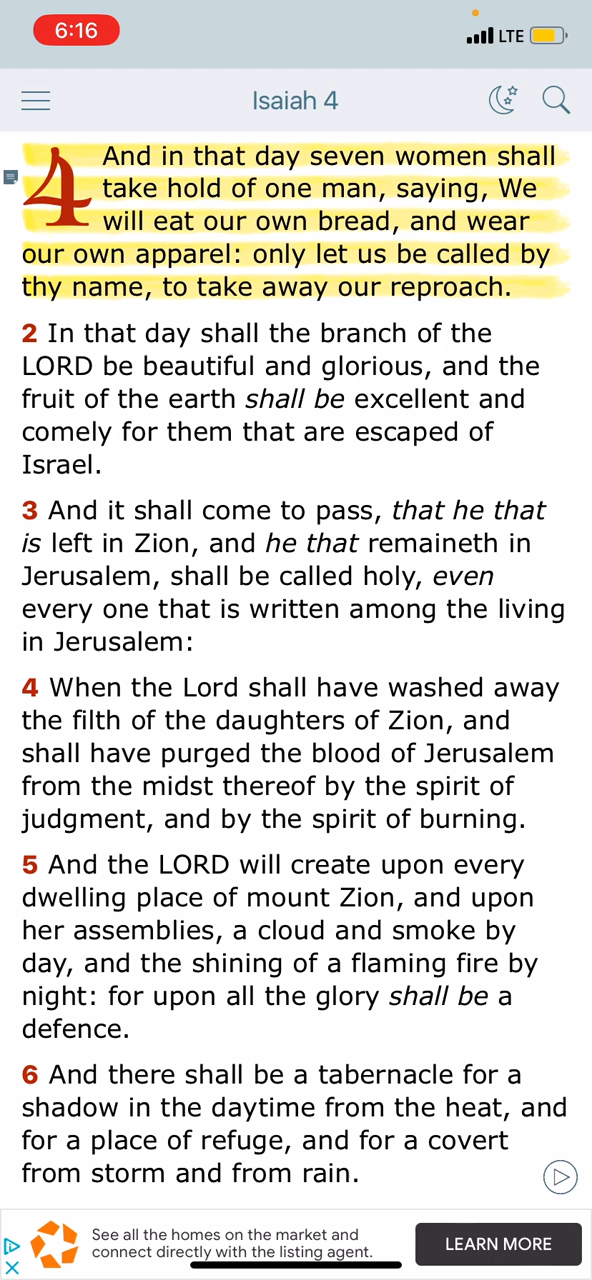 6:16
LTE
Isaiah 4
4 And in that day seven women shall
take hold of one man, saying, We
will eat our own bread, and wear
our own apparel: only let us be called by
thy name, to take away our reproach.
2 In that day shall the branch of the
LORD be beautiful and glorious, and the
fruit of the earth shall be excellent and
comely for them that are escaped of
Israel.
3 And it shall come to pass, that he that
is left in Zion, and he that remaineth in
Jerusalem, shall be called holy, even
every one that is written among the living
in Jerusalem:
4 When the Lord shall have washed away
the filth of the daughters of Zion, and
shall have purged the blood of Jerusalem
from the midst thereof by the spirit of
judgment, and by the spirit of burning.
5 And the LORD will create upon every
dwelling place of mount Zion, and upon
her assemblies, a cloud and smoke by
day, and the shining of a flaming fire by
night: for upon all the glory shall be a
defence.
6 And there shall be a tabernacle for a
shadow in the daytime from the heat, and
for a place of refuge, and for a covert
from storm and from rain.
See all the homes on the market and
connect directly with the listing agent.
LEARN MORE